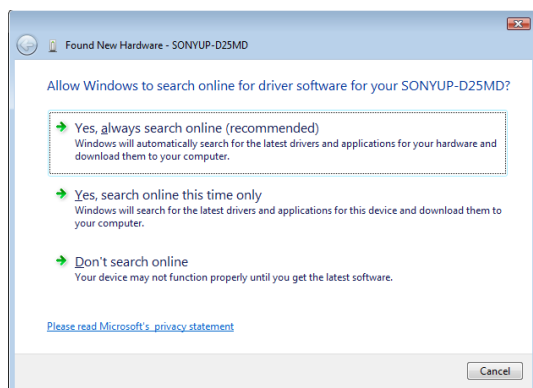 Found New Hardware - SONYUP-D25MD
Allow Windows to search online for driver software for your SONYUP-D25MD?
Yes, always search online (recommended)
Windows will automatically search for the latest drivers and applications for your hardware and
download them to your computer.
Yes, search online this time only
Windows will search for the latest drivers and applications for this device and download them to
your computer.
Don't search online
Your device may not function properly until you get the latest software.
Please read Microsoft's privacy statement
Cancel